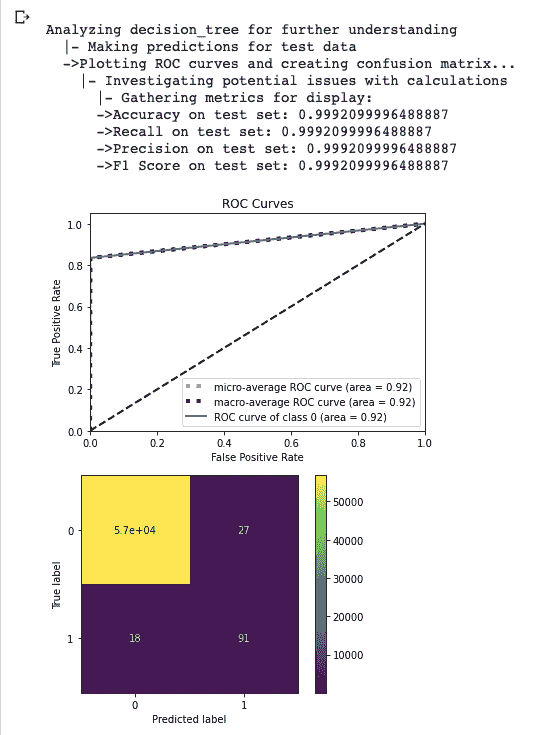 Analyzing decision_tree for further understanding
|- Making predictions for test data
->Plotting ROC curves and creating confusion matrix...
|- Investigating potential issues with calculations
|- Gathering metrics for display:
->Accuracy on test set: 0.9992099996488887
->Recall on test set: 0.9992099996488887
->Precision on test set: 0.9992099996488887
->F1 Score on test set: 0.9992099996488887
ROC Curves
True Positive Rate
1.0
0.8
0.6
0.4
0.2
0.0
micro-average ROC curve (area = 0.92)
macro-average ROC curve (area = 0.92)
ROC curve of class 0 (area = 0.92)
0.0 0.2 0.4 0.6 0.8 1.0
False Positive Rate
True label
0
1
5.7e+04 27
18 91
0 1
Predicted label
50000
40000
30000
20000
10000